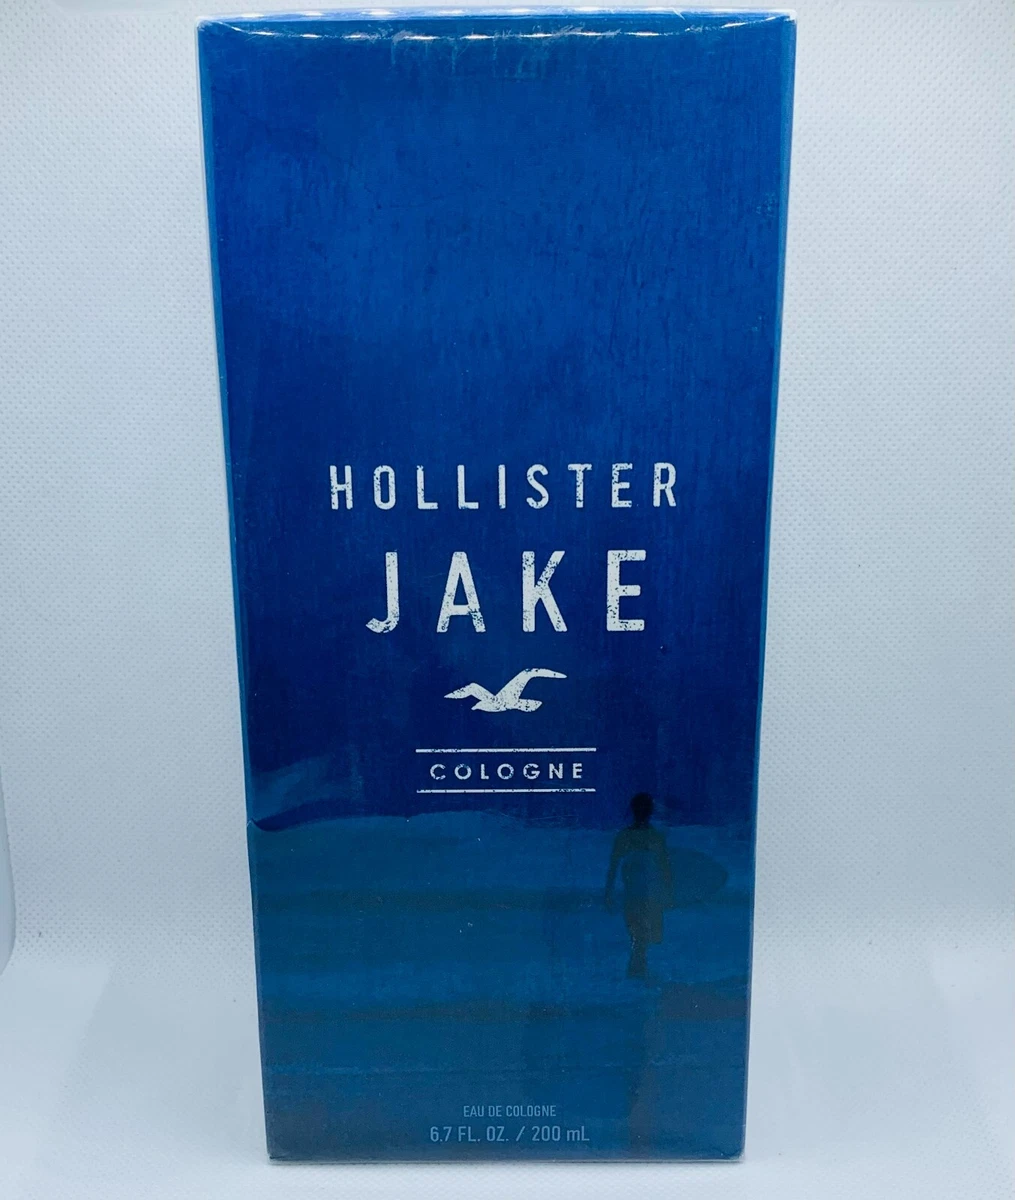 HOLLISTER
JAKE
COLOGNE
EAU DE COLOGNE
6.7 FL. OZ. / 200 mL